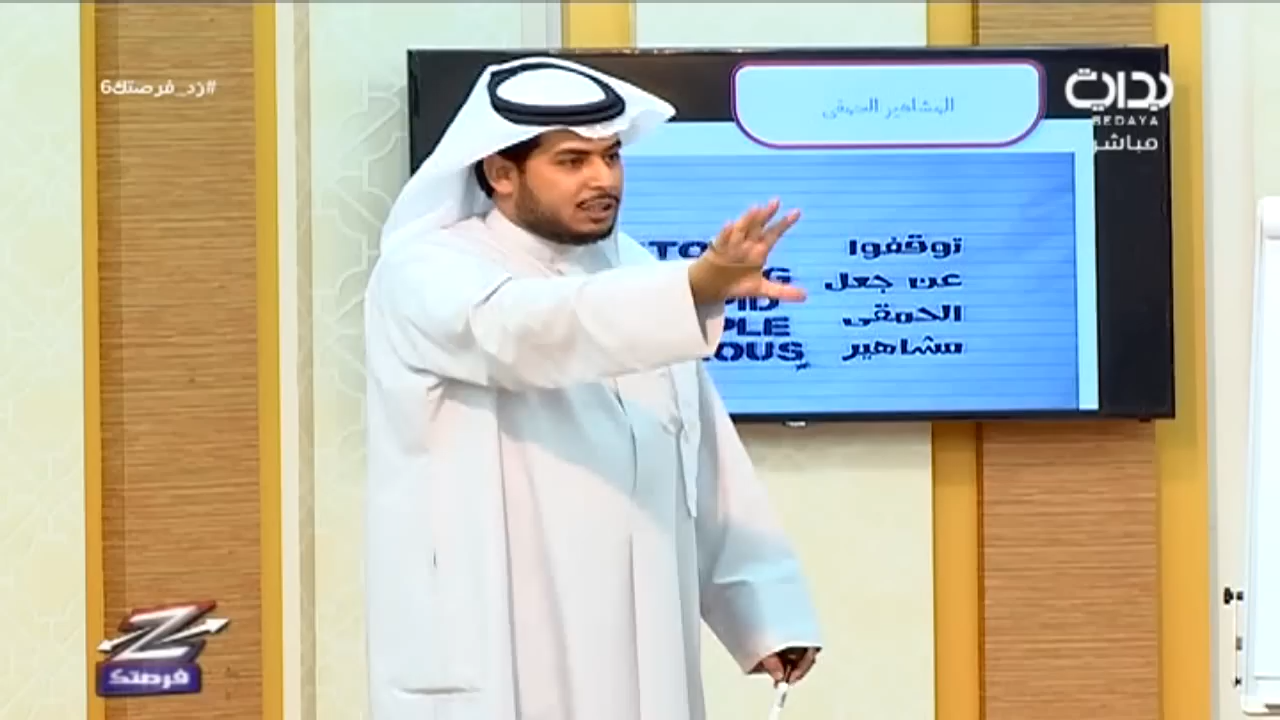 #زد_فرصتك6
بداية
BEDAYA
مباشر
المشاهير الحمقى
توقفوا
عن جعل
الحمقى
مشاهير
فرصتك